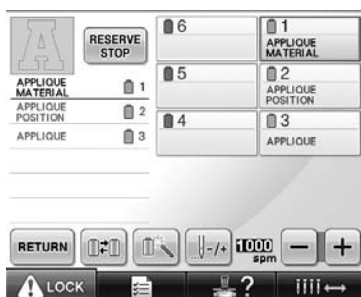 A
RESERVE
STOP
APPLIQUE
MATERIAL
1
APPLIQUE
POSITION
2
APPLIQUE
3
6
1
APPLIQUE
MATERIAL
5
2
APPLIQUE
POSITION
4
3
APPLIQUE
RETURN
-/+
1000
spm
−
+
LOCK
?